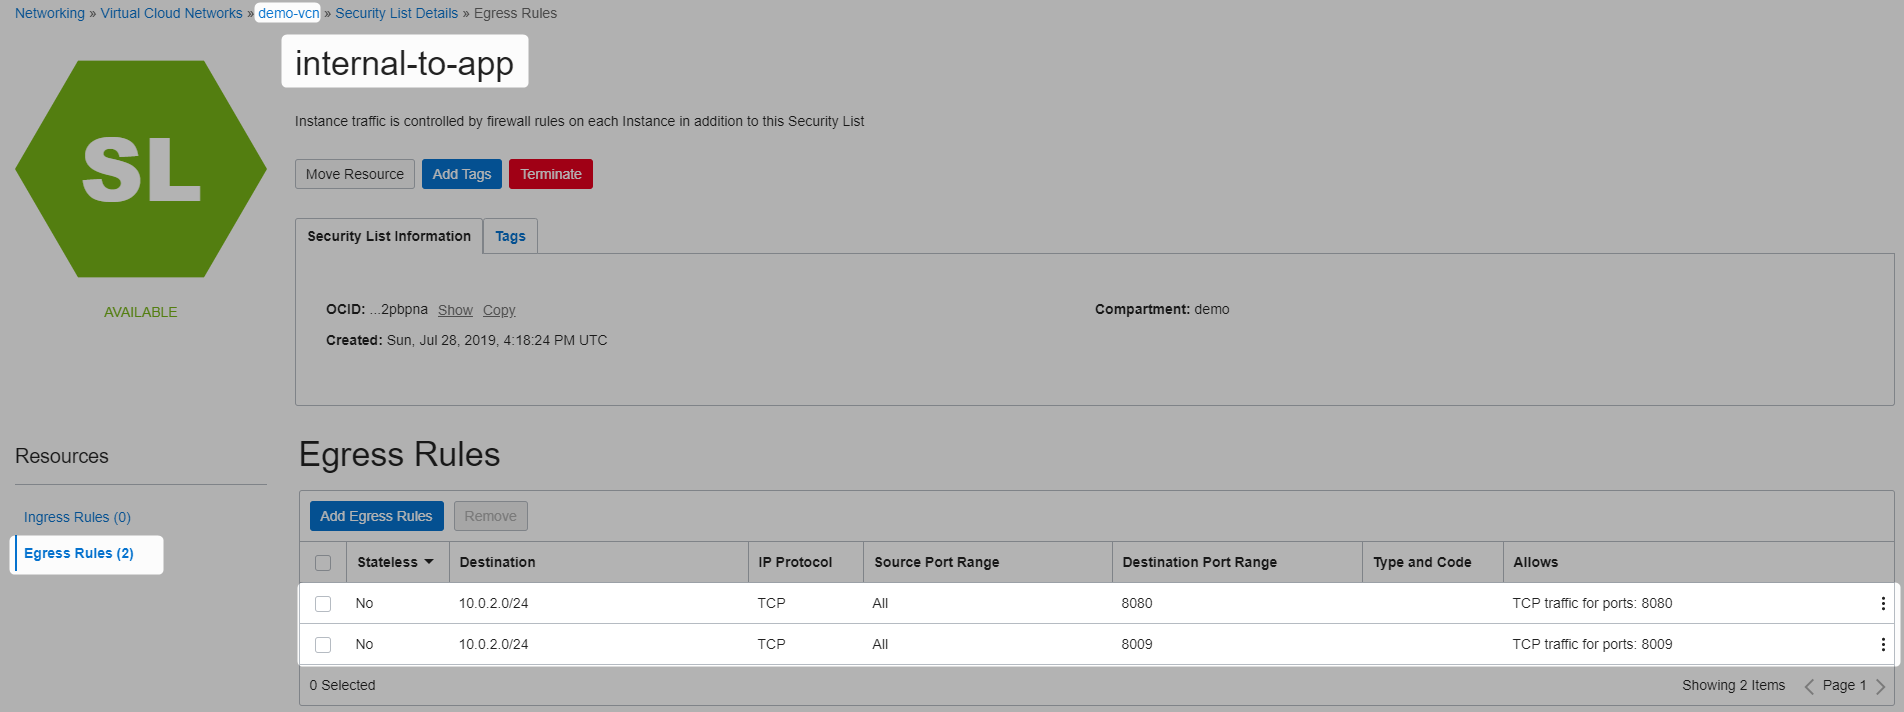 Networking » Virtual Cloud Networks » demo-vcn » Security List Details » Egress Rules
internal-to-app
SL
AVAILABLE
Instance traffic is controlled by firewall rules on each Instance in addition to this Security List
Move Resource Add Tags Terminate
Security List Information Tags
OCID: ...2pbpna Show Copy Compartment: demo
Created: Sun, Jul 28, 2019, 4:18:24 PM UTC
Resources
Ingress Rules (0)
Egress Rules (2)
Egress Rules
Add Egress Rules Remove
Stateless Destination IP Protocol Source Port Range Destination Port Range Type and Code Allows
No 10.0.2.0/24 TCP All 8080 TCP traffic for ports: 8080
No 10.0.2.0/24 TCP All 8009 TCP traffic for ports: 8009
0 Selected Showing 2 Items Page 1